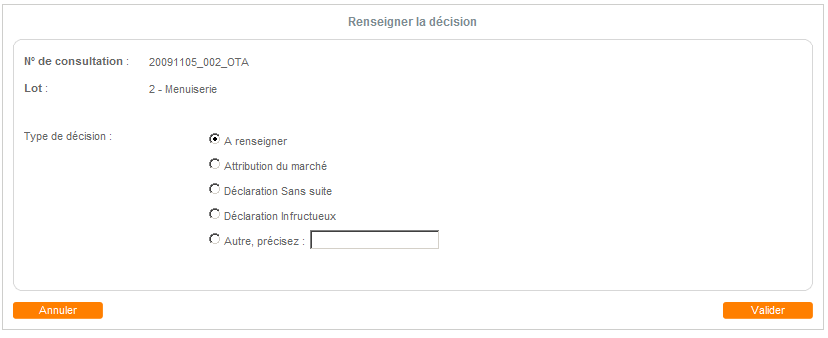 Renseigner la décision
N° de consultation : 20091105_002_OTA
Lot : 2 - Menuiserie
Type de décision :
A renseigner
Attribution du marché
Déclaration Sans suite
Déclaration Infructueux
Autre, précisez :
Annuler Valider